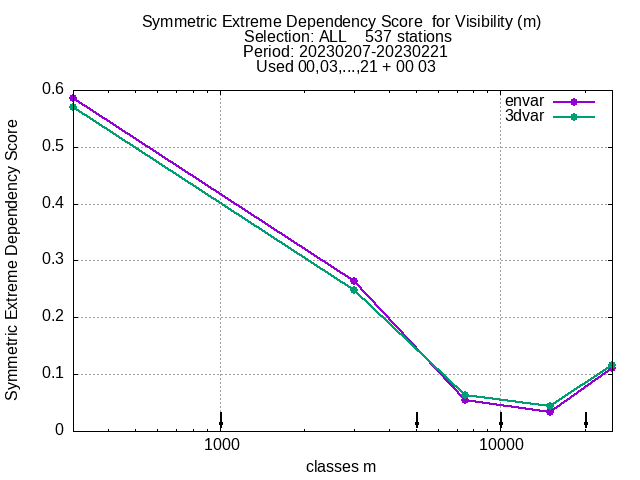 Symmetric Extreme Dependency Score  for Visibility (m)
Selection: ALL    537 stations
Period: 20230207-20230221
Used 00,03,...,21 + 00 03
envar
3dvar
Symmetric Extreme Dependency Score
0.6
0.5
0.4
0.3
0.2
0.1
0
1000 10000
classes m